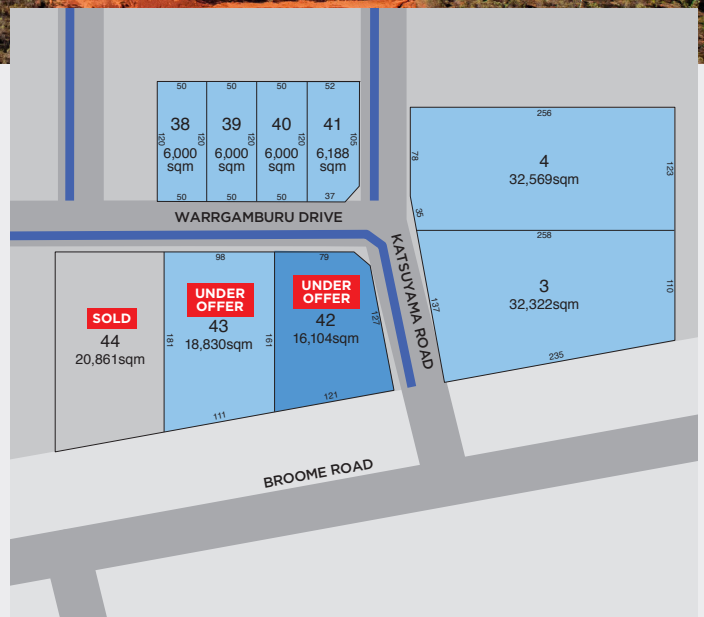 50 50 50 52
38 39 40 41
120 120 120 120 105
6,000 sqm
6,000 sqm
6,000 sqm
6,188 sqm
50 50 50 37
256
78
4
32,569sqm
123
35
WARRGAMBURU DRIVE
258
KATSUYAMA ROAD
3
32,322sqm
110
137
235
SOLD
44
20,861sqm
98
UNDER
OFFER
43
18,830sqm
181
161
111
79
UNDER
OFFER
42
16,104sqm
127
121
BROOME ROAD